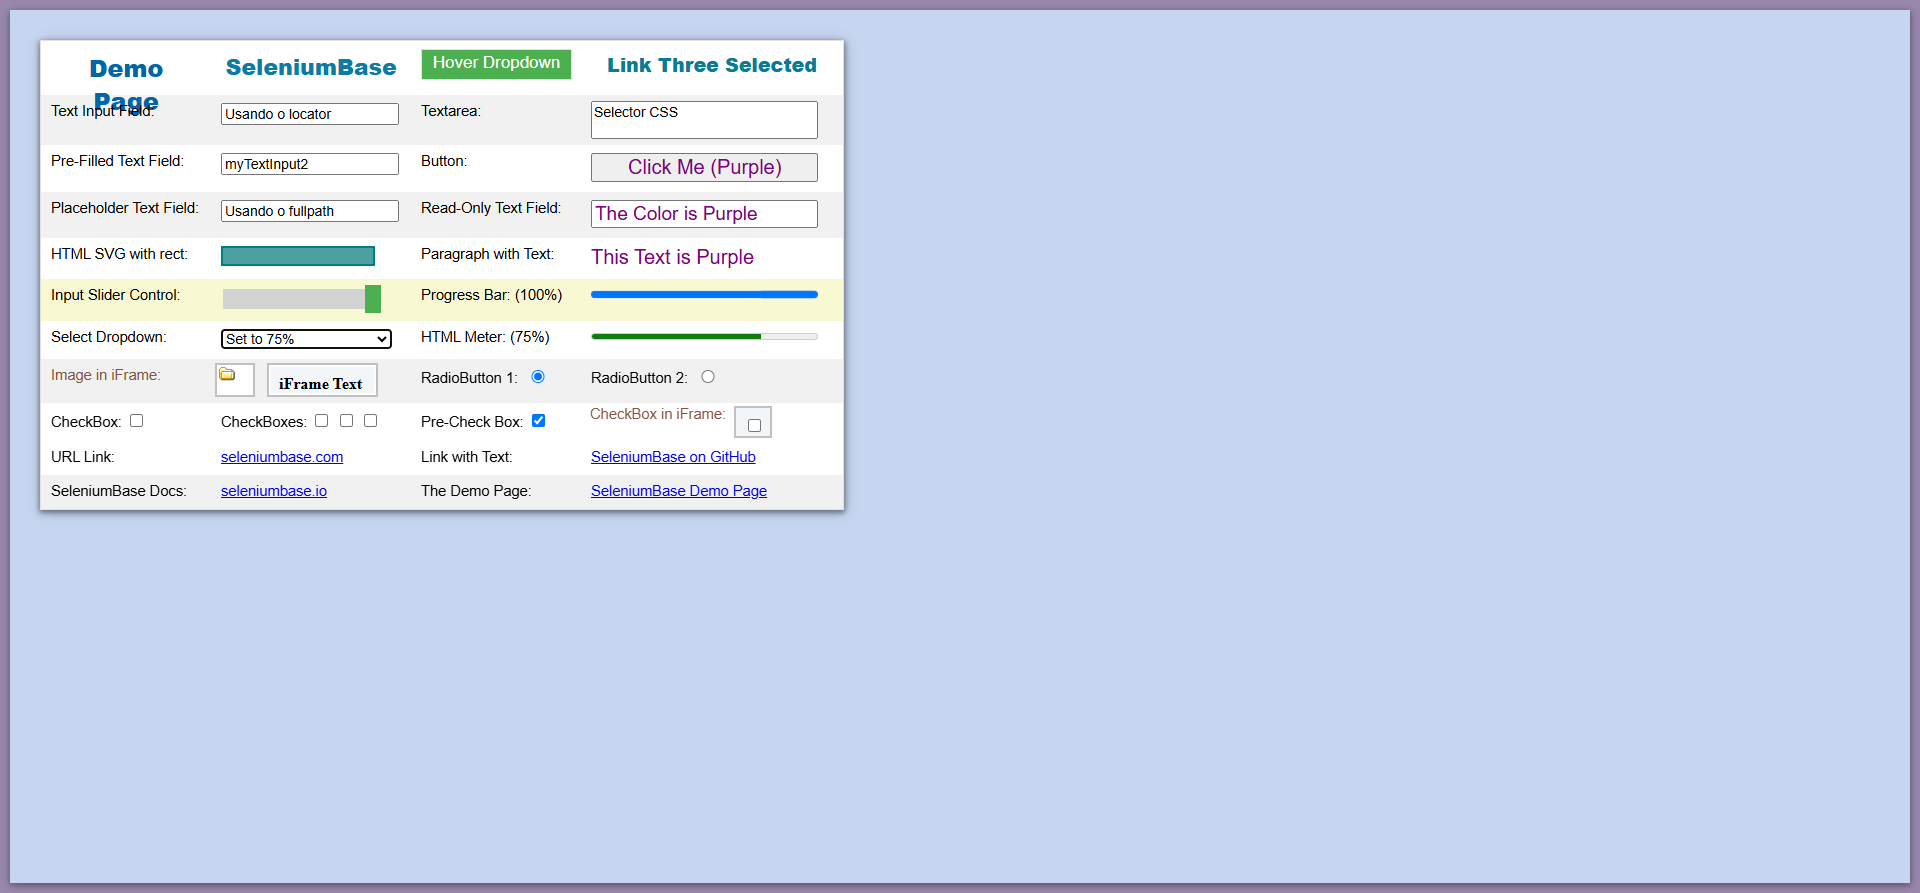 Demo Page
SeleniumBase
Hover Dropdown
Link Three Selected
Text Input Field:
Usando o locator
Textarea:
Selector CSS
Pre-Filled Text Field:
myTextInput2
Button:
Click Me (Purple)
Placeholder Text Field:
Usando o fullpath
Read-Only Text Field:
The Color is Purple
HTML SVG with rect:
Paragraph with Text:
This Text is Purple
Input Slider Control:
Progress Bar: (100%)
Select Dropdown:
Set to 75%
HTML Meter: (75%)
Image in iFrame:
iFrame Text
RadioButton 1:
RadioButton 2:
CheckBox:
CheckBoxes:
Pre-Check Box:
CheckBox in iFrame:
URL Link:
seleniumbase.com
Link with Text:
SeleniumBase on GitHub
SeleniumBase Docs:
seleniumbase.io
The Demo Page:
SeleniumBase Demo Page